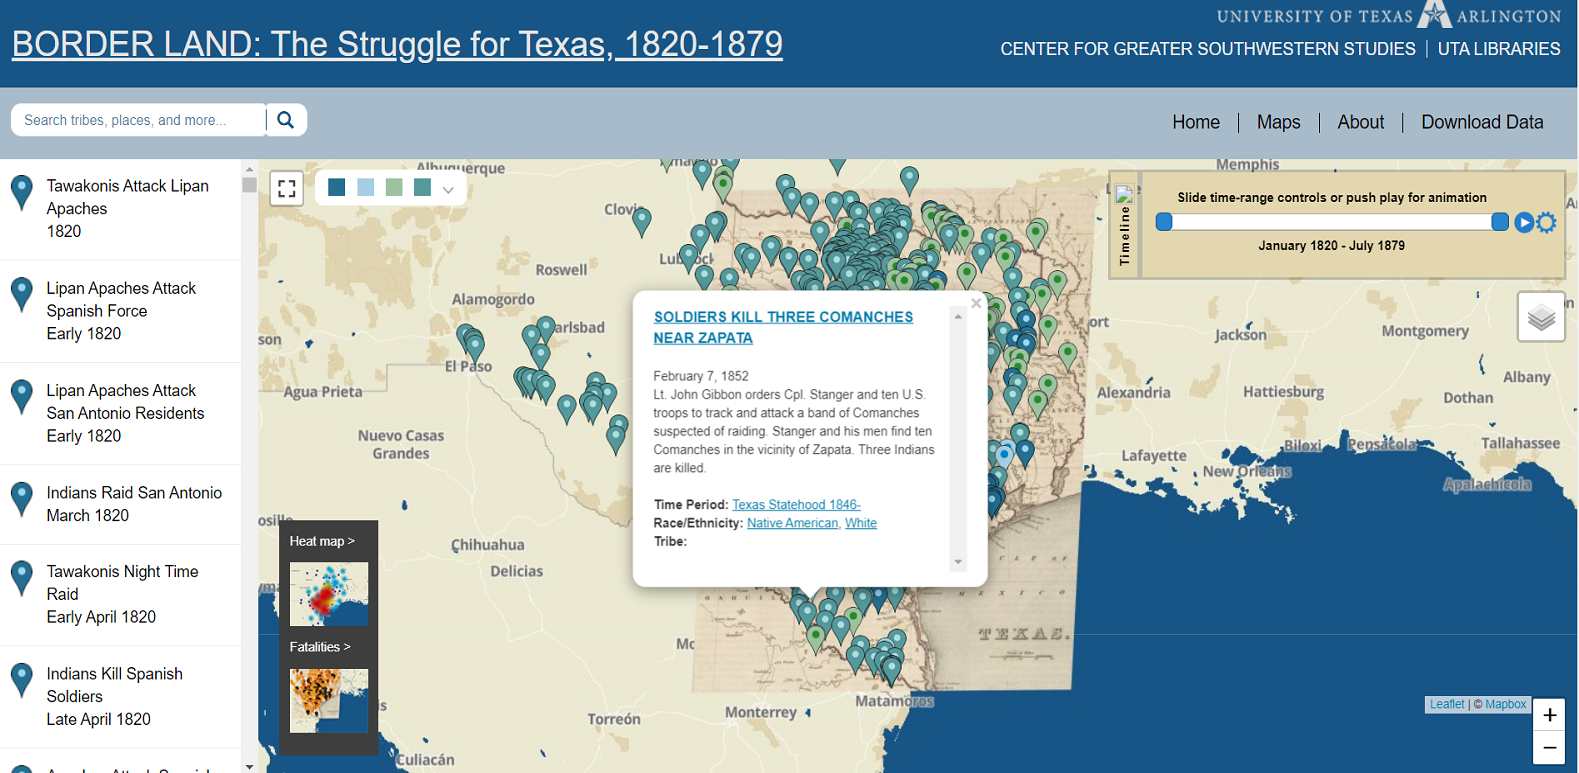 UNIVERSITY OF TEXAS ARLINGTON
BORDER LAND: The Struggle for Texas, 1820-1879
CENTER FOR GREATER SOUTHWESTERN STUDIES | UTA LIBRARIES
Search tribes, places, and more...
Home | Maps | About | Download Data
Tawakonis Attack Lipan
Apaches
1820
Lipan Apaches Attack
Spanish Force
Early 1820
Lipan Apaches Attack
San Antonio Residents
Early 1820
Indians Raid San Antonio
March 1820
Tawakonis Night Time
Raid
Early April 1820
Indians Kill Spanish
Soldiers
Late April 1820
Albuquerque
Memphis
Clovis
Roswell
Alamogordo
El Paso
Agua Prieta
Nuevo Casas
Grandes
Chihuahua
Delicias
Torreón
Monterrey
Matamoros
Culiacán
Timeline
Slide time-range controls or push play for animation
January 1820 - July 1879
Jackson
Montgomery
Hattiesburg
Albany
Dothan
Alexandria
Lafayette
Biloxi
Pensacola
Tallahassee
New Orleans
Apalachicola
SOLDIERS KILL THREE COMANCHES
NEAR ZAPATA
February 7, 1852
Lt. John Gibbon orders Cpl. Stanger and ten U.S.
troops to track and attack a band of Comanches
suspected of raiding. Stanger and his men find ten
Comanches in the vicinity of Zapata. Three Indians
are killed.
Time Period: Texas Statehood 1846-
Race/Ethnicity: Native American, White
Tribe:
GULF OF
MEXICO
TEXAS.
Heat map >
Fatalities >
Leaflet | © Mapbox
+
−